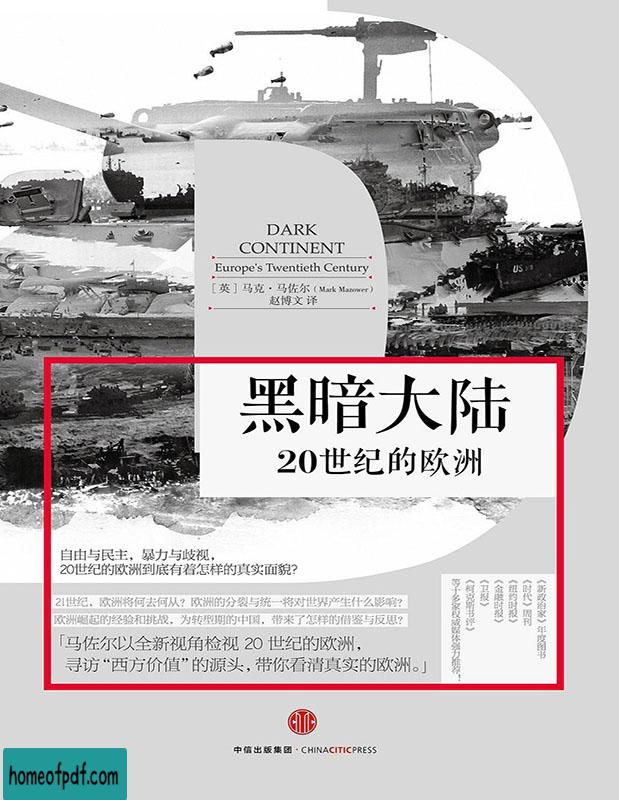 DARK
CONTINENT
Europe's Twentieth Century
[英] 马克·马佐尔 (Mark Mazower)
赵博文 译
US
黑暗大陆
20世纪的欧洲
自由与民主，暴力与歧视，
20世纪的欧洲到底有着怎样的真实面貌？
21世纪，欧洲将何去何从？欧洲的分裂与统一将对世界产生什么影响？
欧洲崛起的经验和挑战，为转型期的中国，带来了怎样的借鉴与反思？
「马佐尔以全新视角检视 20 世纪的欧洲，
寻访“西方价值”的源头，带你看清真实的欧洲。」
《新政治家》年度图书
《时代》周刊
《纽约时报》
《金融时报》
《卫报》
《柯克斯书评》
等十多家权威媒体强力推荐！
CITIC
中信出版集团·CHINACITICPRESS
homeofpdf.com